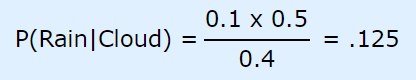 P(Rain|Cloud) = 0.1 x 0.5 / 0.4 = .125